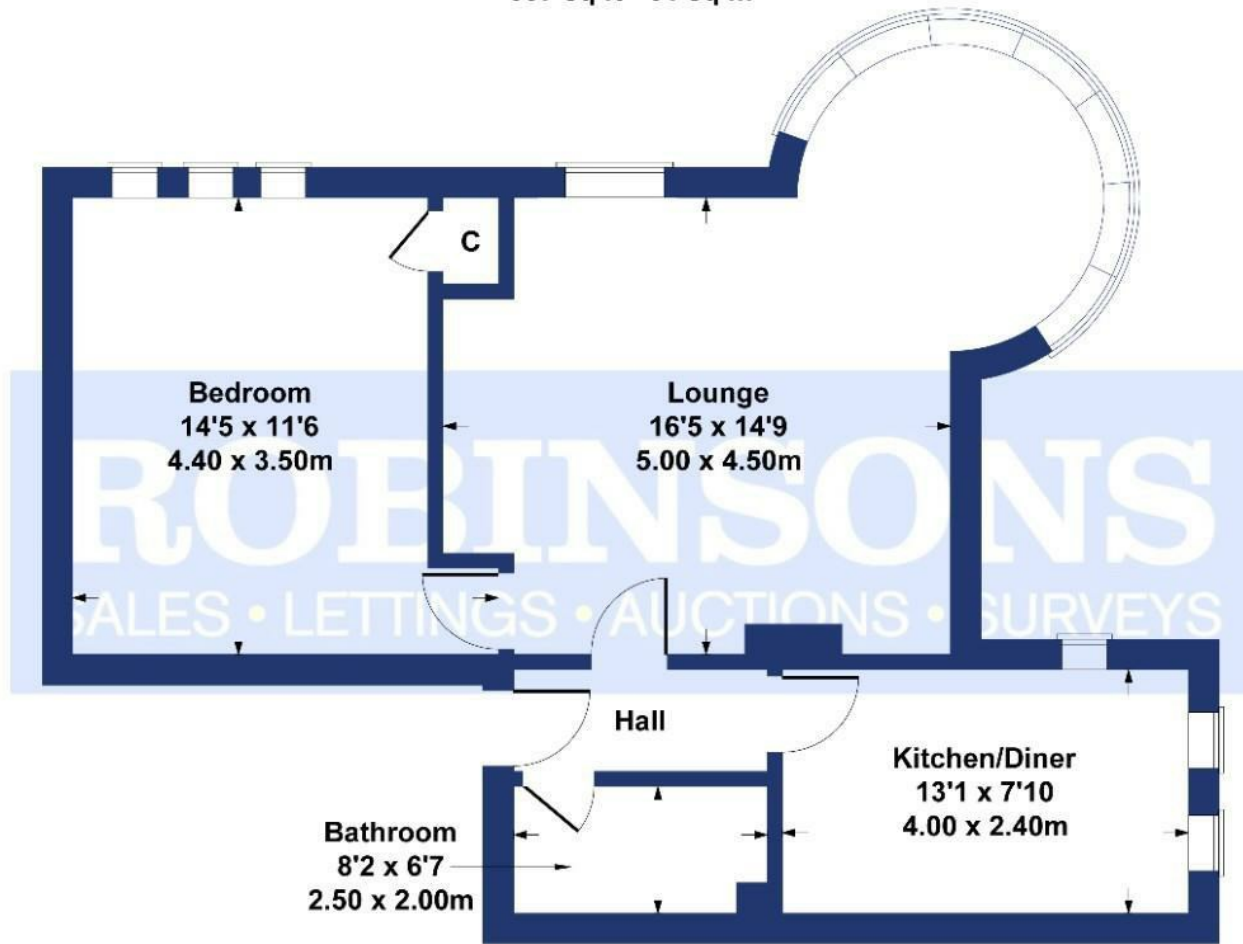 C
Bedroom
14'5 x 11'6
4.40 x 3.50m
Lounge
16'5 x 14'9
5.00 x 4.50m
ROBINSONS
SALES • LETTINGS • AUCTIONS • SURVEYS
Hall
Kitchen/Diner
13'1 x 7'10
4.00 x 2.40m
Bathroom
8'2 x 6'7
2.50 x 2.00m